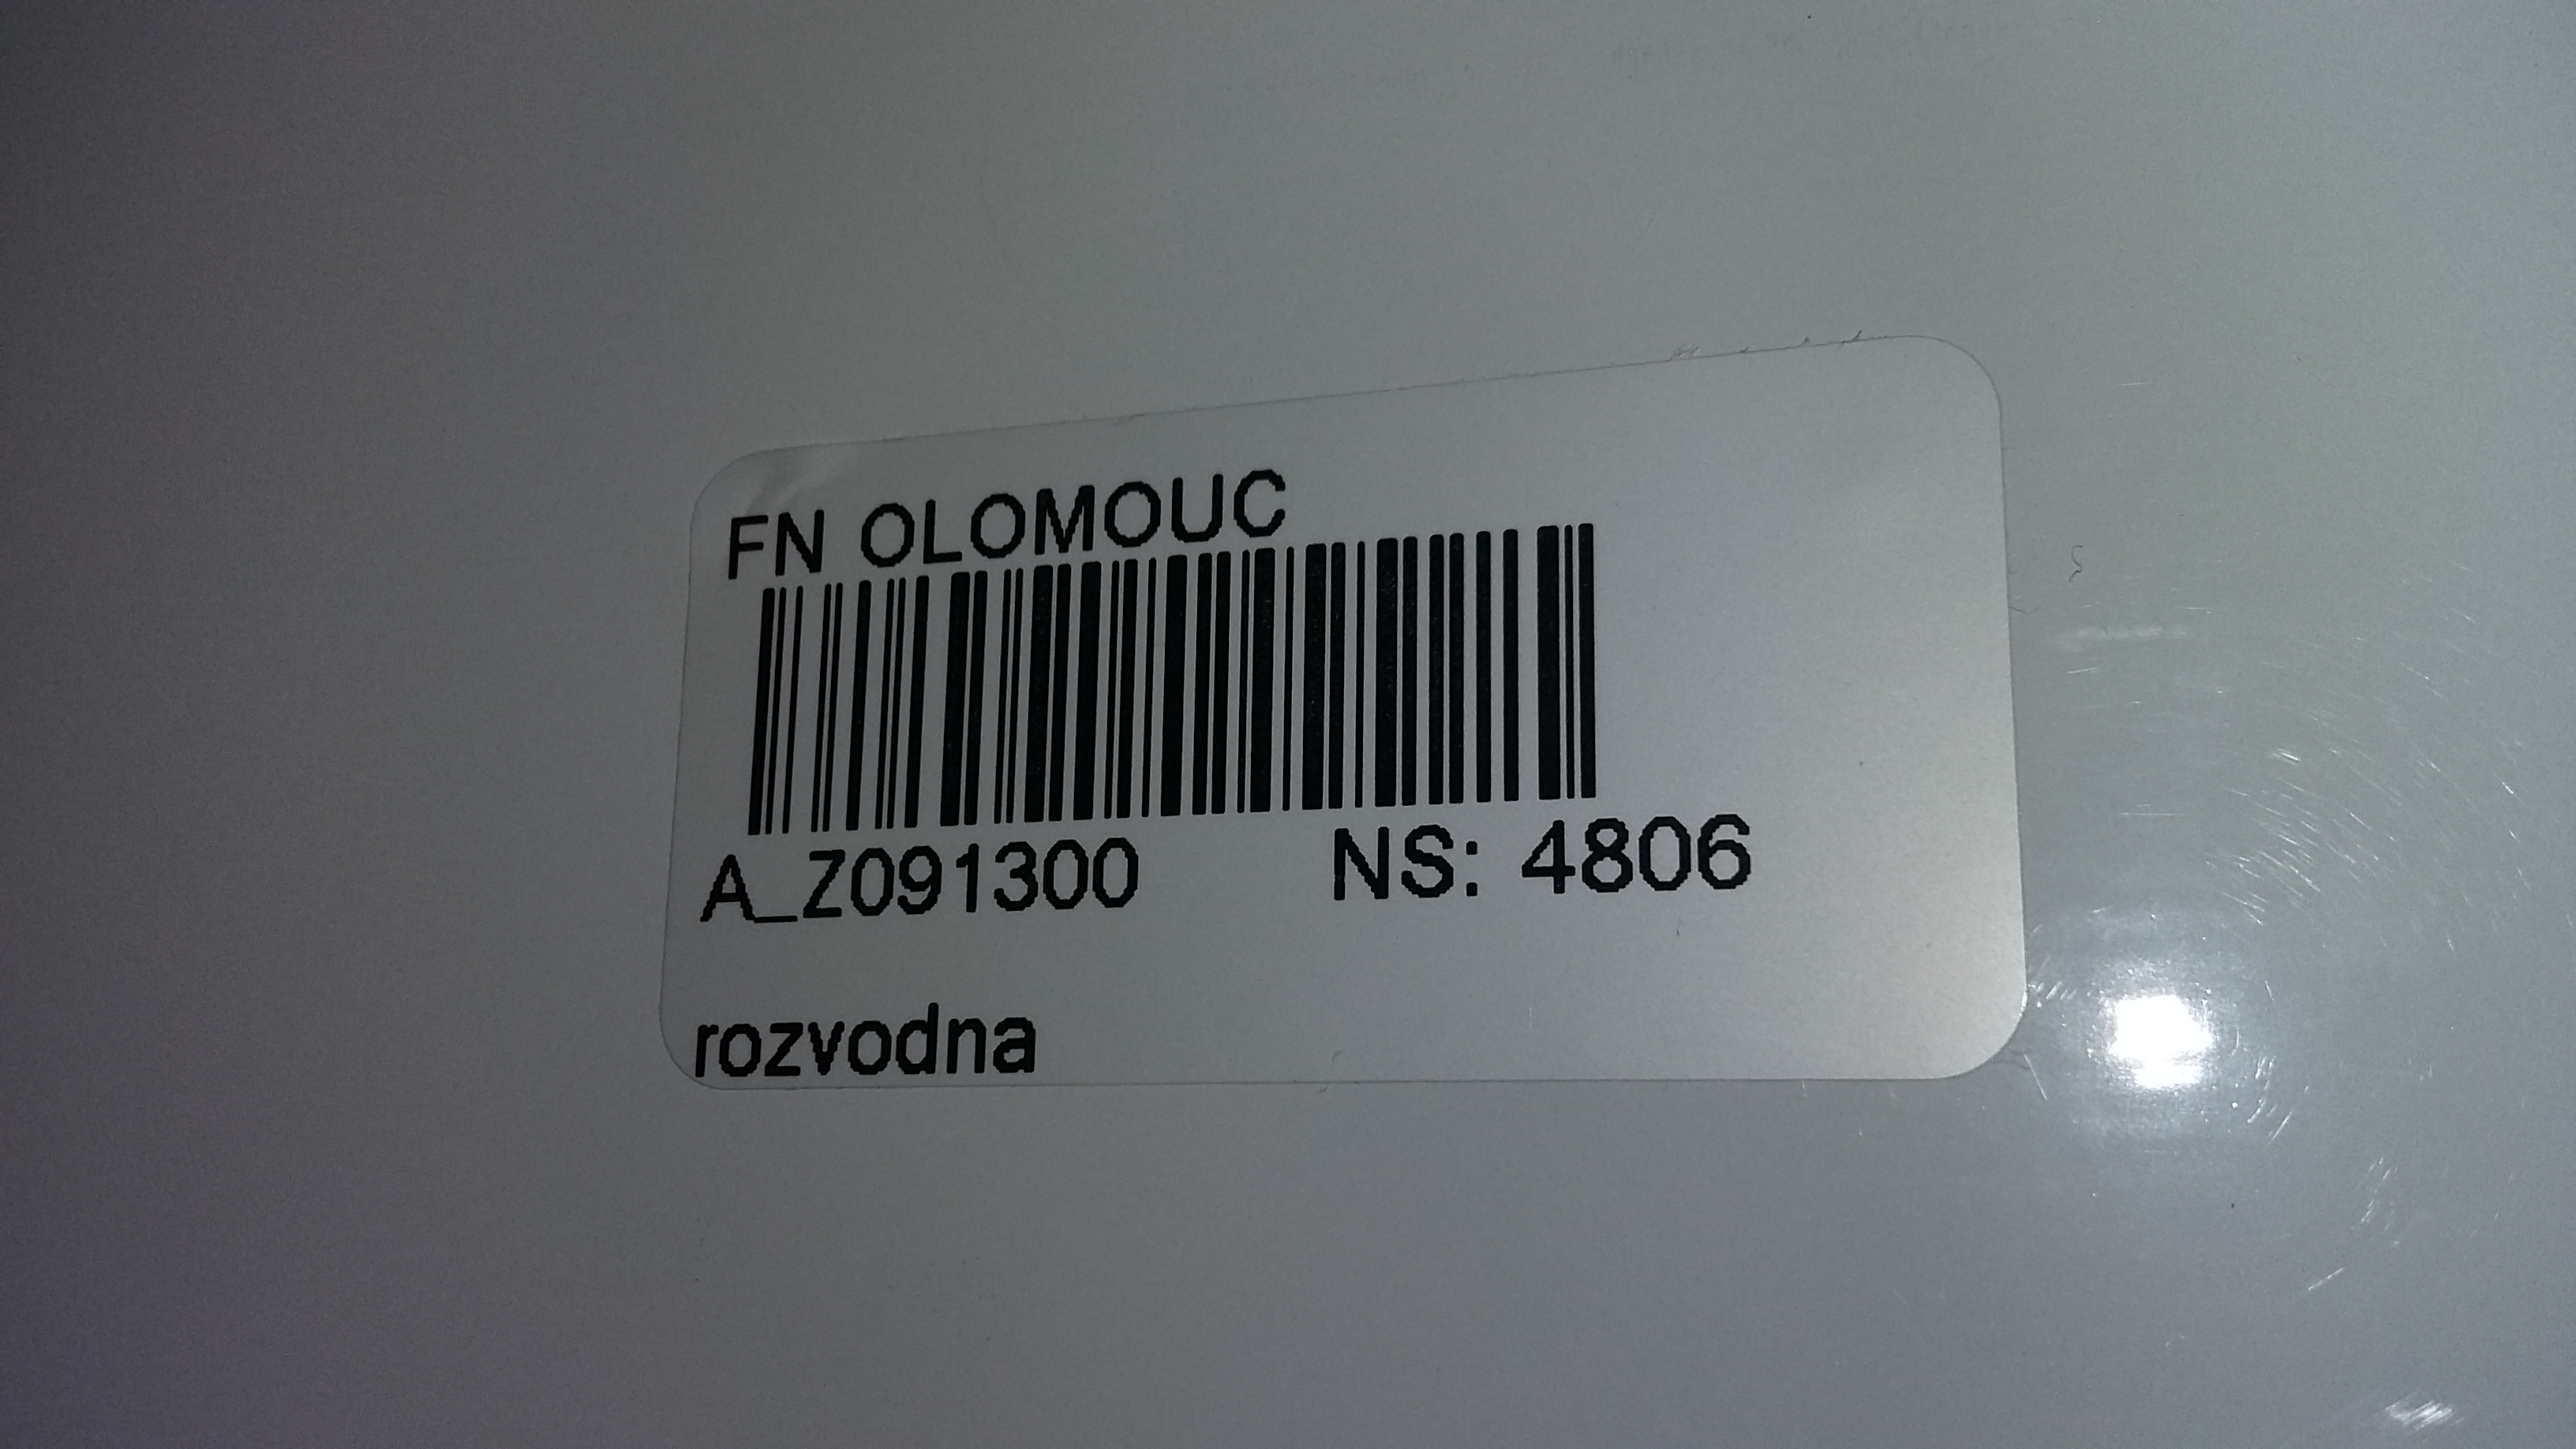 FN OLOMOUC
A_Z091300 NS: 4806
rozvodna